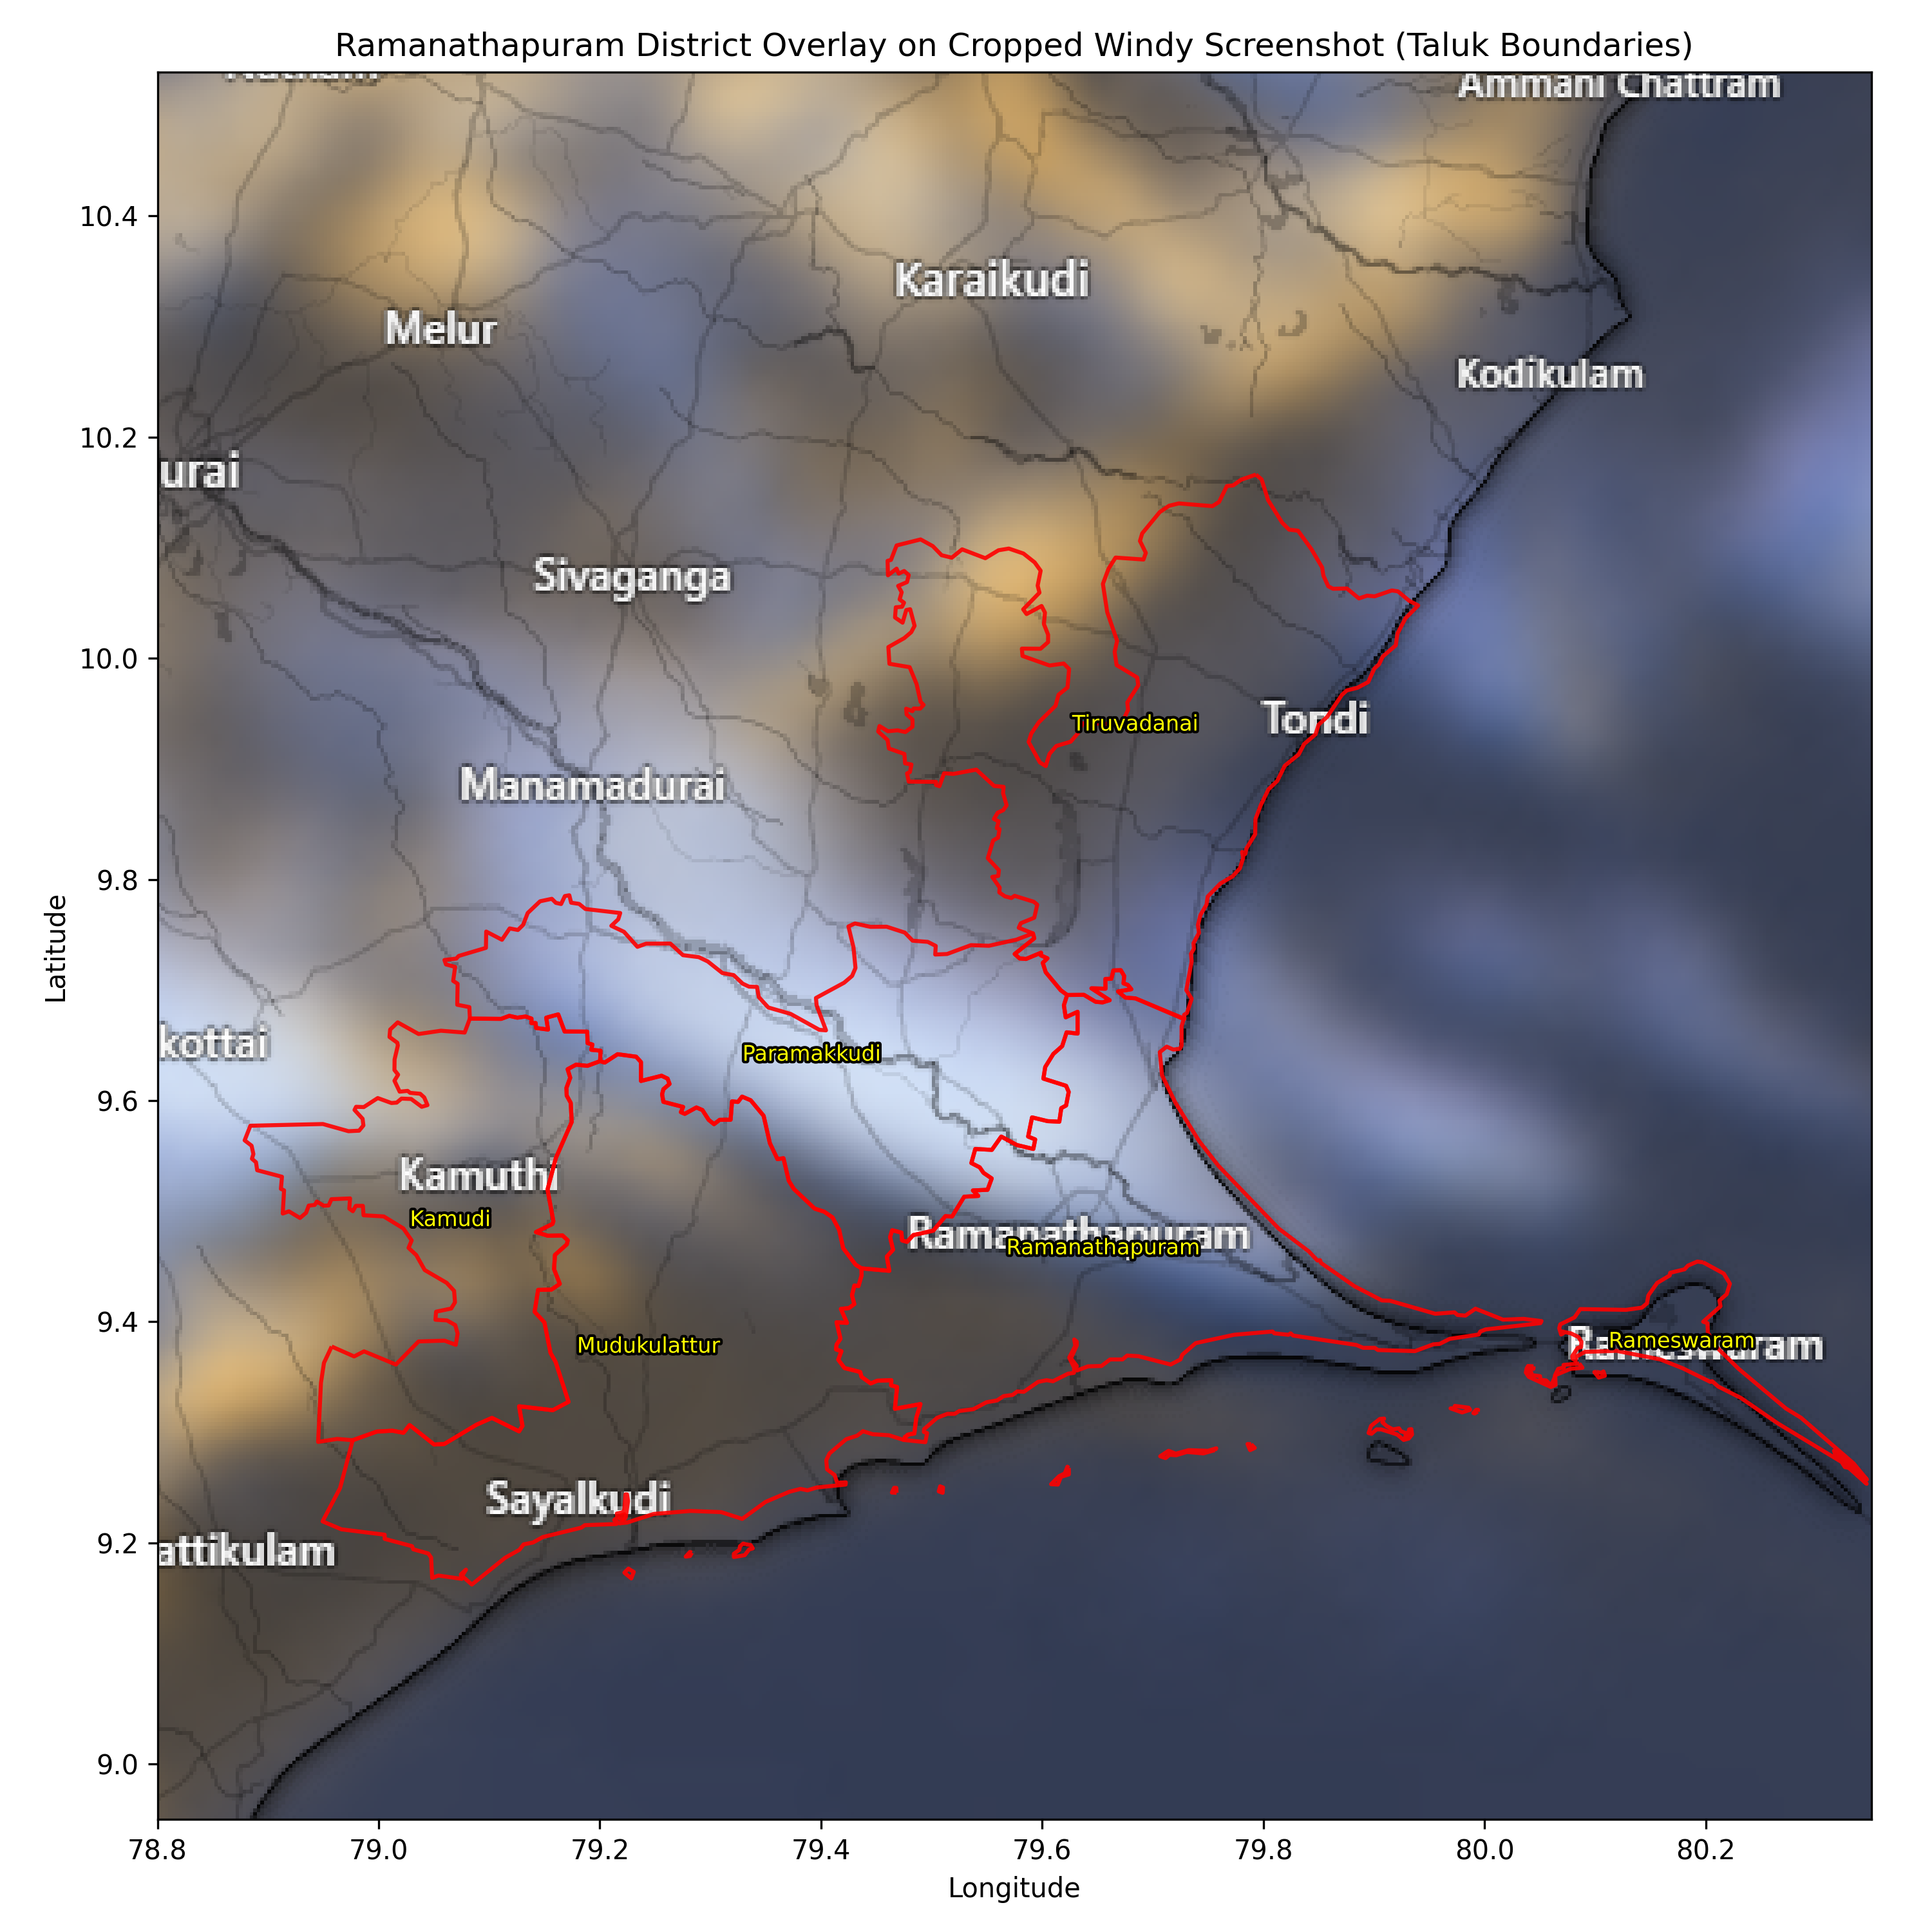 Ramanathapuram District Overlay on Cropped Windy Screenshot (Taluk Boundaries)
Ammani Chattram
10.4
Karaikudi
Melur
Kodikulam
10.2
urai
Sivaganga
10.0
Tiruvadanai
Tondi
Manamadurai
9.8
Latitude
kottai
Paramakkudi
9.6
Kamuthi
Kamudi
Ramanathapuram
Ramanathapuram
9.4
Rameswaram
Rameswaram
Mudukulattur
Sayalkudi
9.2
attikulam
9.0
78.8 79.0 79.2 79.4 79.6 79.8 80.0 80.2
Longitude